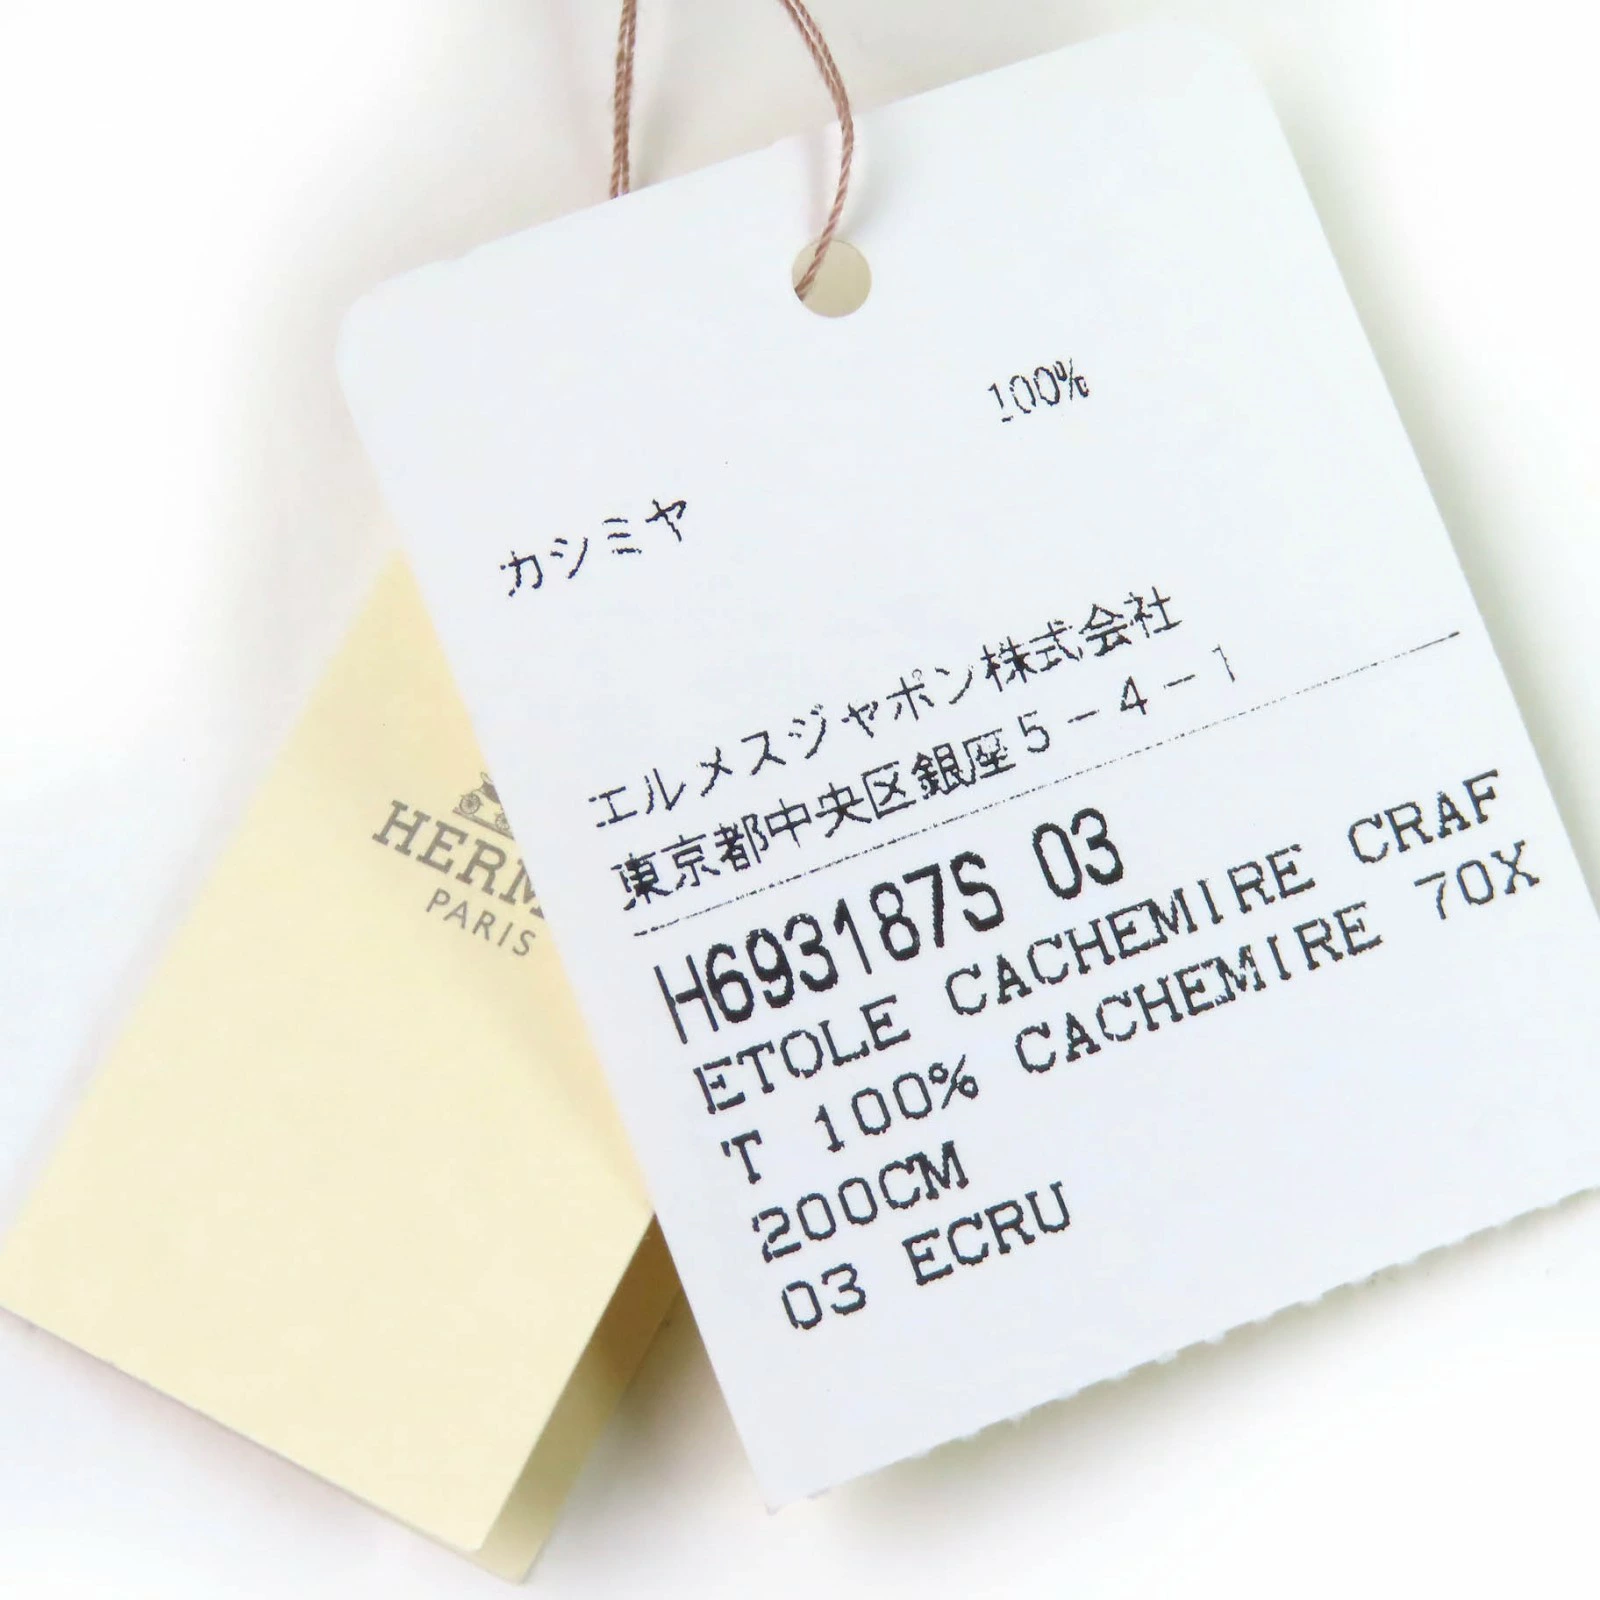 100%
カシミヤ
エルメスジャポン株式会社
東京都中央区銀座5-4-1
H693187S 03
ETOLE CACHEMIRE CRAF
T 100% CACHEMIRE 70X
200CM
03 ECRU
HERM
PARIS